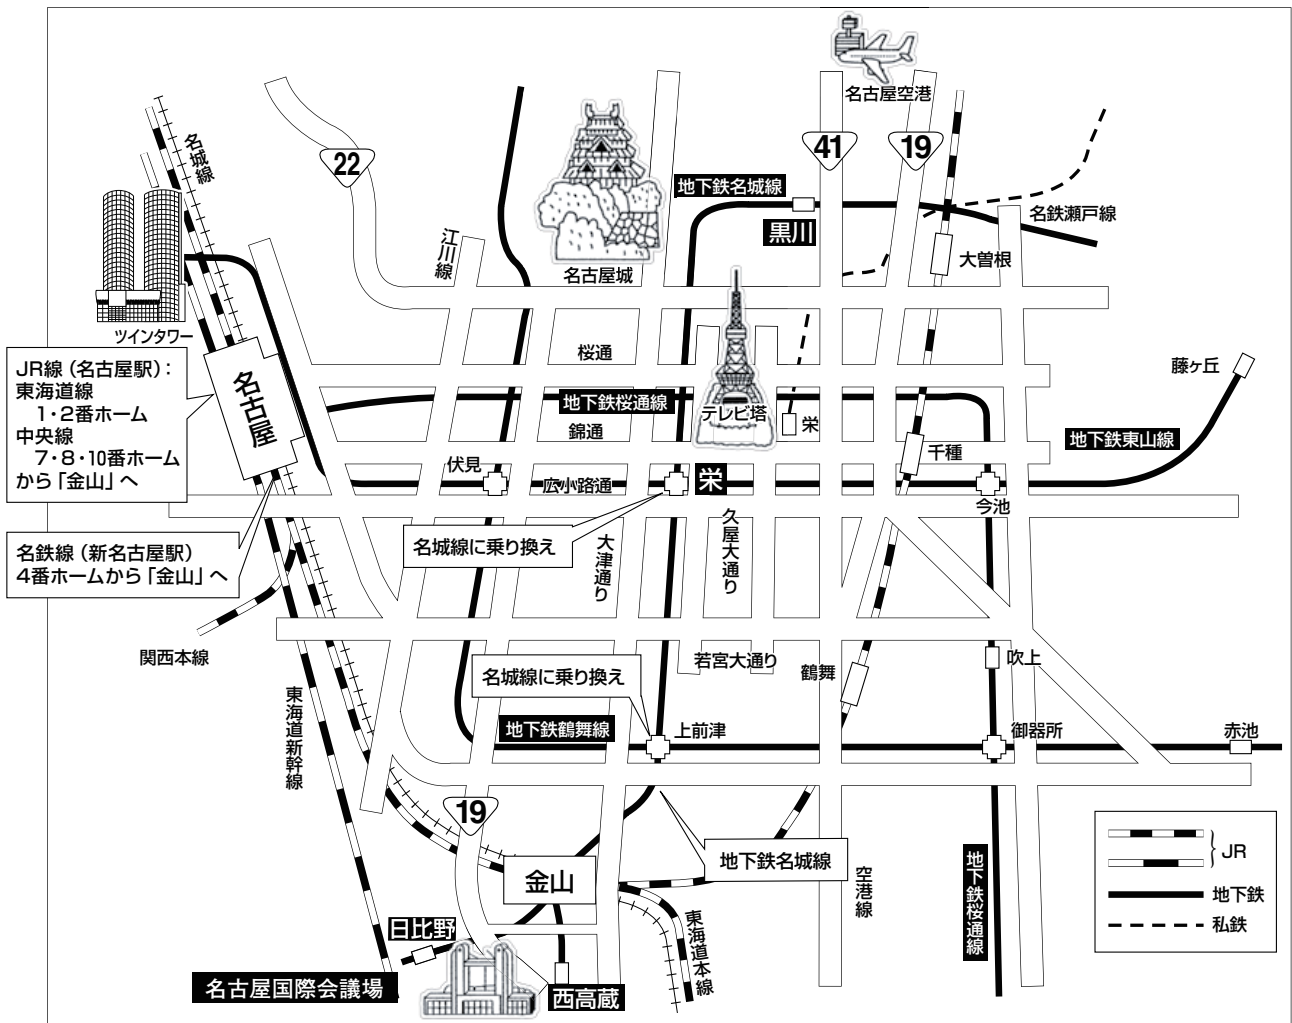 名古屋空港
22
41
19
名城線
地下鉄名城線
黒川
名鉄瀬戸線
江川線
大曽根
名古屋城
ツインタワー
桜通
藤ヶ丘
JR線(名古屋駅):
東海道線
1・2番ホーム
中央線
7・8・10番ホーム
から「金山」へ
名古屋
地下鉄桜通線
テレビ塔
栄
錦通
地下鉄東山線
千種
伏見
広小路通
栄
今池
名鉄線(新名古屋駅)
4番ホームから「金山」へ
名城線に乗り換え
大津通り
久屋大通り
関西本線
若宮大通り
鶴舞
吹上
名城線に乗り換え
東海道新幹線
地下鉄鶴舞線
上前津
御器所
赤池
19
地下鉄名城線
金山
空港線
地下鉄桜通線
JR
地下鉄
私鉄
日比野
東海道本線
名古屋国際会議場
西高蔵